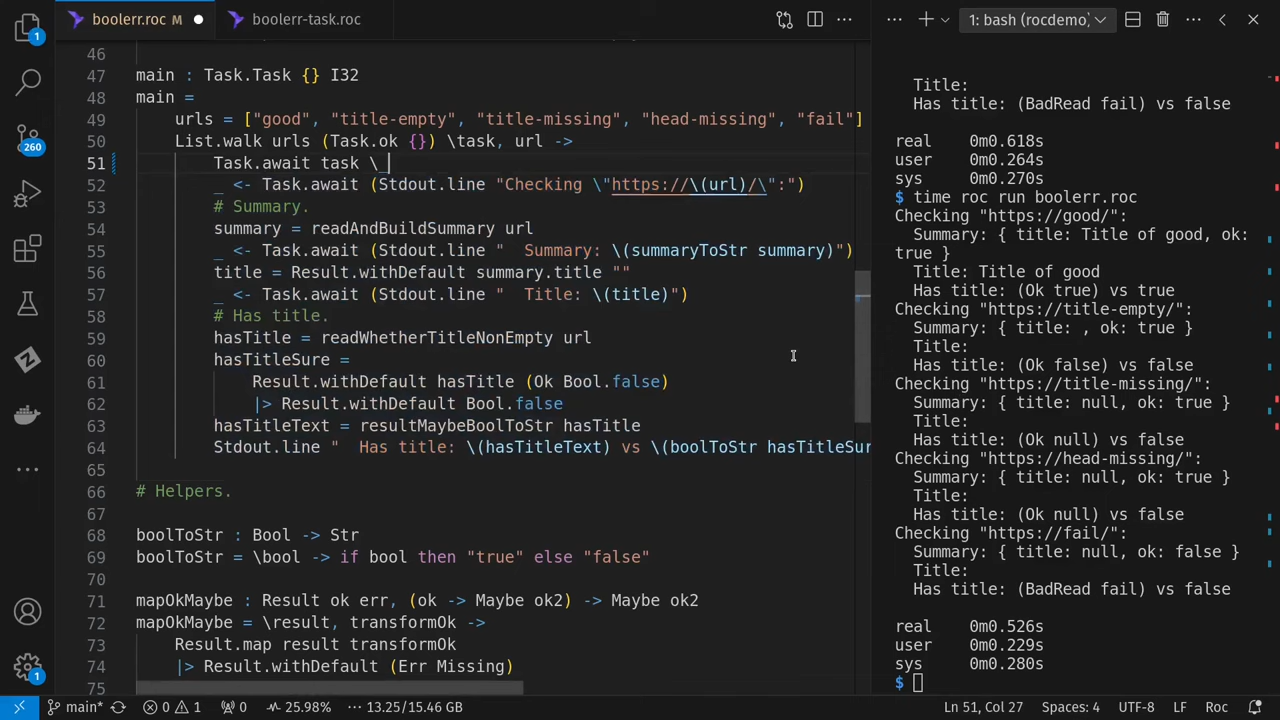 boolerr.roc M
boolerr-task.roc
1: bash (rocdemo)
46
47 main : Task.Task {} I32
48 main =
49 urls = ["good", "title-empty", "title-missing", "head-missing", "fail"]
50 List.walk urls (Task.ok {}) \task, url ->
51 Task.await task \_
52 _ <- Task.await (Stdout.line "Checking \"https://\(url)/\":")
53 # Summary.
54 summary = readAndBuildSummary url
55 _ <- Task.await (Stdout.line "  Summary: \(summaryToStr summary)")
56 title = Result.withDefault summary.title ""
57 _ <- Task.await (Stdout.line "  Title: \(title)")
58 # Has title.
59 hasTitle = readWhetherTitleNonEmpty url
60 hasTitleSure =
61 Result.withDefault hasTitle (Ok Bool.false)
62 |> Result.withDefault Bool.false
63 hasTitleText = resultMaybeBoolToStr hasTitle
64 Stdout.line "  Has title: \(hasTitleText) vs \(boolToStr hasTitleSur
65
66 # Helpers.
67
68 boolToStr : Bool -> Str
69 boolToStr = \bool -> if bool then "true" else "false"
70
71 mapOkMaybe : Result ok err, (ok -> Maybe ok2) -> Maybe ok2
72 mapOkMaybe = \result, transformOk ->
73 Result.map result transformOk
74 |> Result.withDefault (Err Missing)
75
Title:
Has title: (BadRead fail) vs false
real 0m0.618s
user 0m0.264s
sys 0m0.270s
$ time roc run boolerr.roc
Checking "https://good/":
Summary: { title: Title of good, ok:
true }
Title: Title of good
Has title: (Ok true) vs true
Checking "https://title-empty/":
Summary: { title: , ok: true }
Title:
Has title: (Ok false) vs false
Checking "https://title-missing/":
Summary: { title: null, ok: true }
Title:
Has title: (Ok null) vs false
Checking "https://head-missing/":
Summary: { title: null, ok: true }
Title:
Has title: (Ok null) vs false
Checking "https://fail/":
Summary: { title: null, ok: false }
Title:
Has title: (BadRead fail) vs false
real 0m0.526s
user 0m0.229s
sys 0m0.280s
$
1
260
1
main*
0 1
0
25.98%
13.25/15.46 GB
Ln 51, Col 27
Spaces: 4
UTF-8
LF
Roc